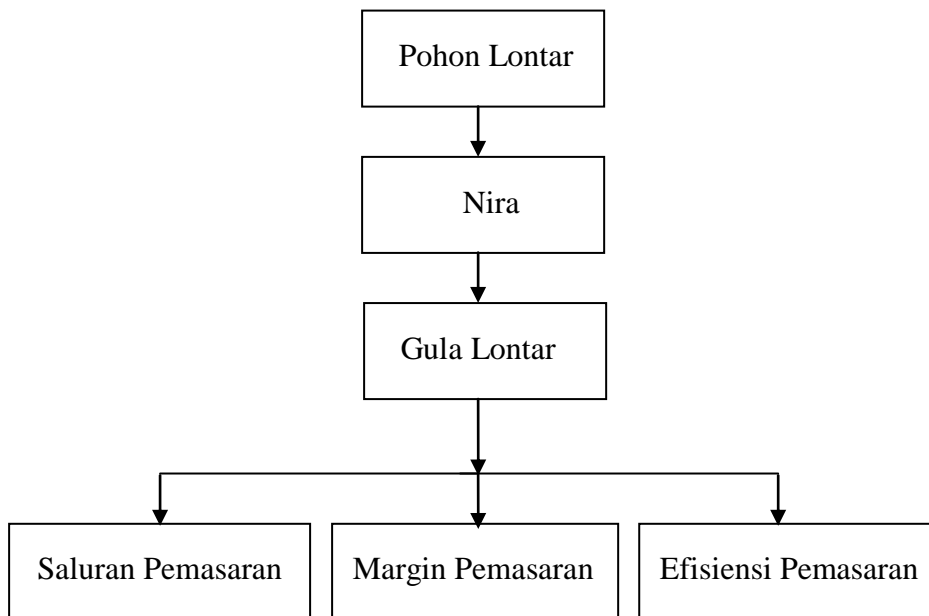 Pohon Lontar
Nira
Gula Lontar
Saluran Pemasaran
Margin Pemasaran
Efisiensi Pemasaran